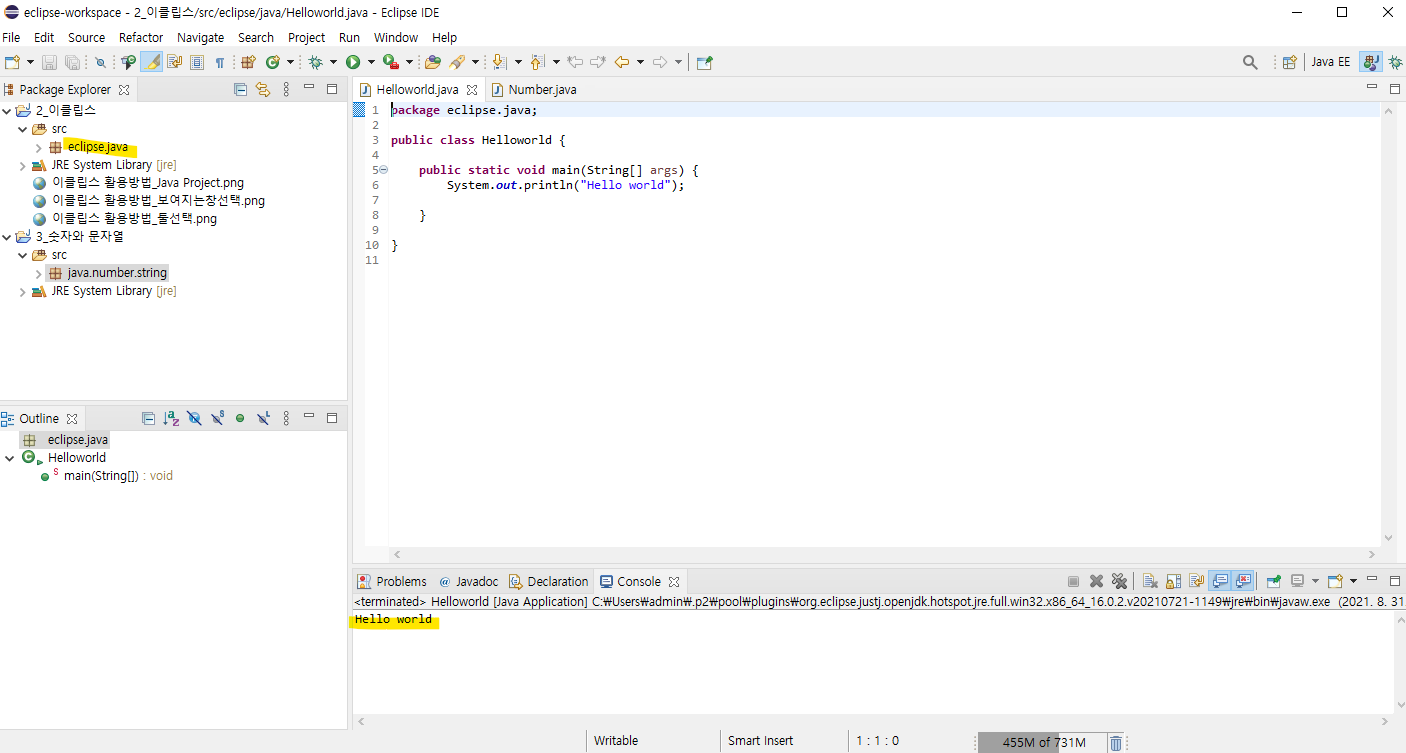 eclipse-workspace - 2_이클립스/src/eclipse/java/Helloworld.java - Eclipse IDE
File Edit Source Refactor Navigate Search Project Run Window Help
Java EE
Package Explorer
2_이클립스
src
eclipse.java
JRE System Library [jre]
이클립스 활용방법_Java Project.png
이클립스 활용방법_보여지는창선택.png
이클립스 활용방법_툴선택.png
3_숫자와 문자열
src
java.number.string
JRE System Library [jre]
Outline
eclipse.java
Helloworld
main(String[]) : void
Helloworld.java Number.java
1 package eclipse.java;
2
3 public class Helloworld {
4
5 public static void main(String[] args) {
6 System.out.println("Hello world");
7
8 }
9
10 }
11
Problems @ Javadoc Declaration Console
<terminated> Helloworld [Java Application] C:₩Users₩admin₩.p2₩pool₩plugins₩org.eclipse.justj.openjdk.hotspot.jre.full.win32.x86_64_16.0.2.v20210721-1149₩jre₩bin₩javaw.exe (2021. 8. 31
Hello world
Writable Smart Insert 1 : 1 : 0 455M of 731M